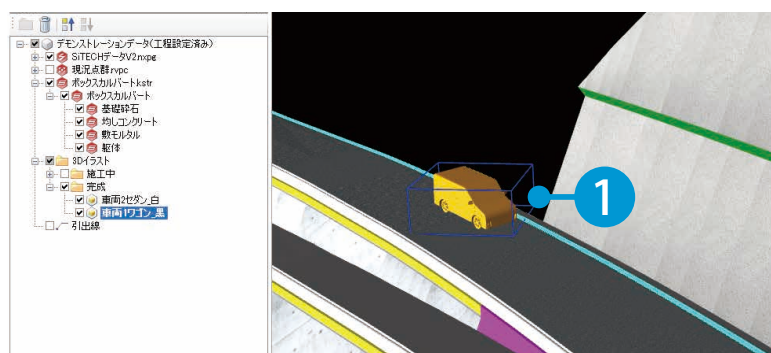 デモンストレーションデータ(工程設定済み)
SiTECHデータV2.nxpg
現況点群.rvpc
ボックスカルバート.kstr
ボックスカルバート
基礎砕石
均しコンクリート
敷モルタル
躯体
3Dイラスト
施工中
完成
車両2セダン_白
車両1ワゴン_黒
引出線
1